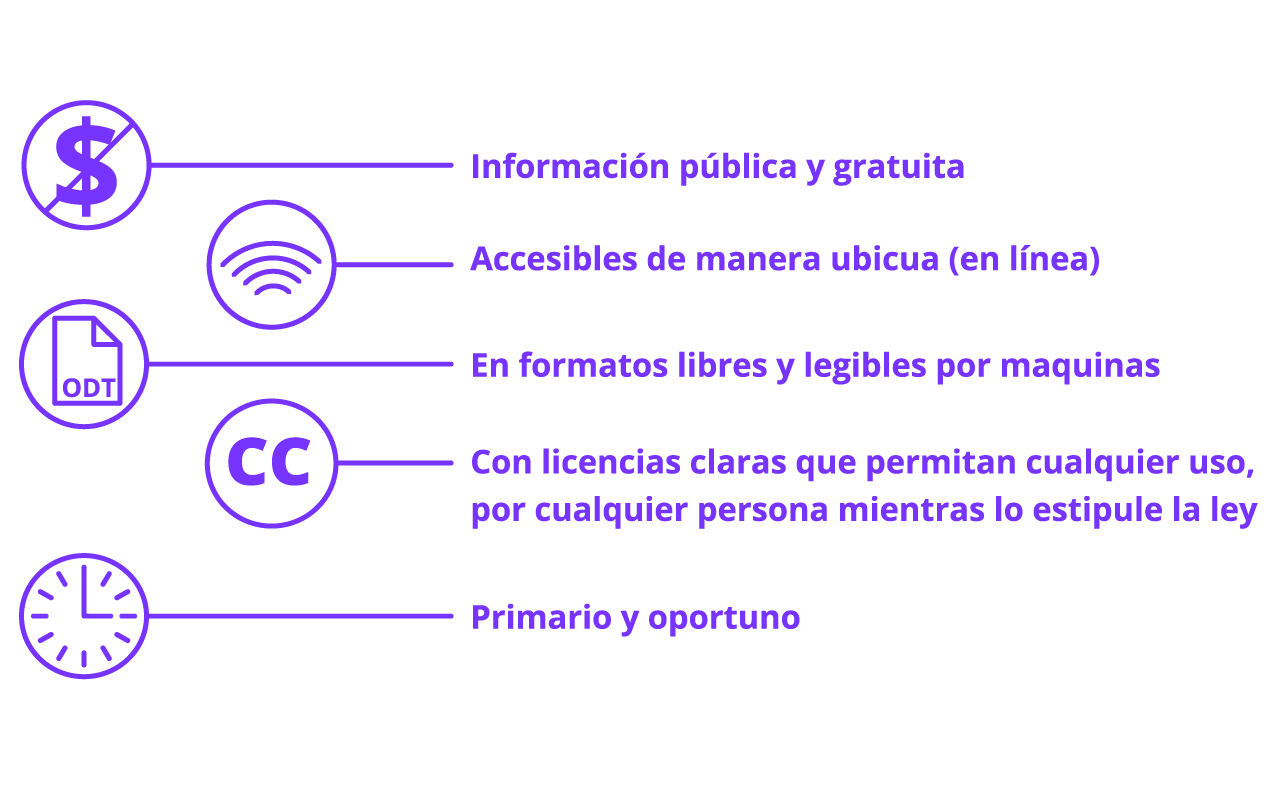 $
Información pública y gratuita
Accesibles de manera ubicua (en línea)
ODT
En formatos libres y legibles por maquinas
CC
Con licencias claras que permitan cualquier uso,
por cualquier persona mientras lo estipule la ley
Primario y oportuno